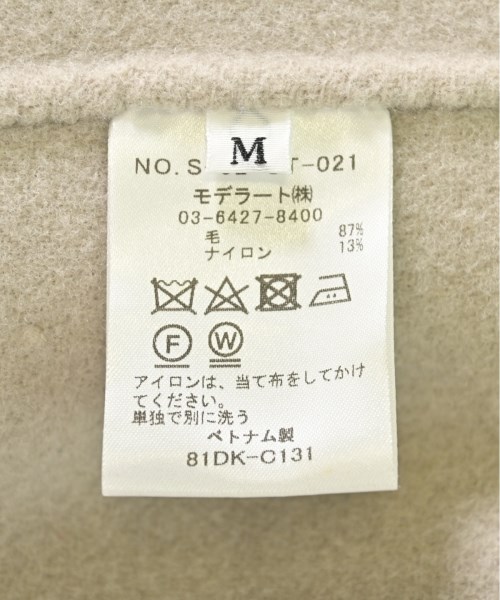 M
NO.S T-021
モデラート㈱
03-6427-8400
毛 87%
ナイロン 13%
F W
アイロンは、当て布をしてかけ
てください。
単独で別に洗う
ベトナム製
81DK-C131